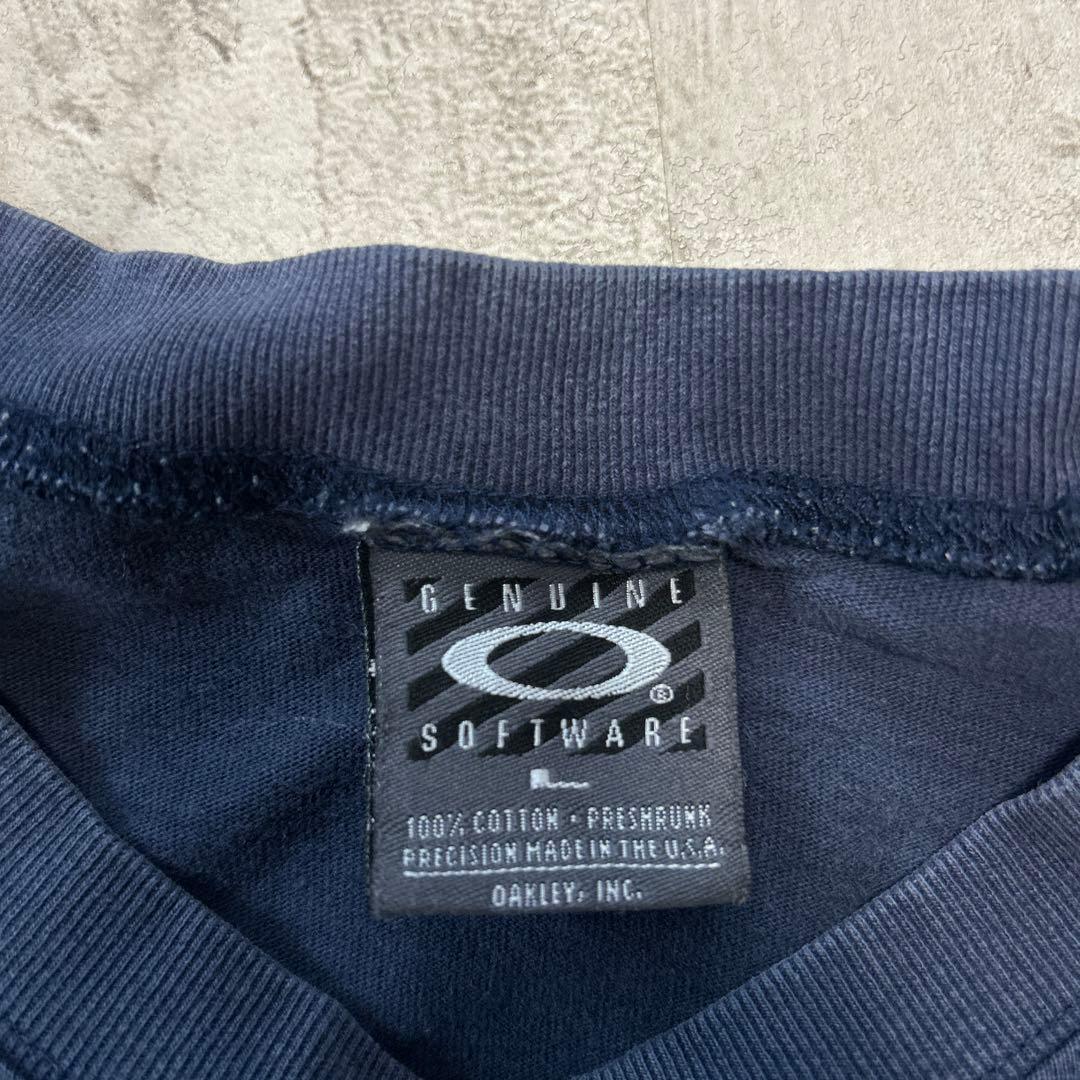 GENUINE
®
SOFTWARE
L
100% COTTON • PRESHRUNK
PRECISION MADE IN THE U.S.A.
OAKLEY, INC.